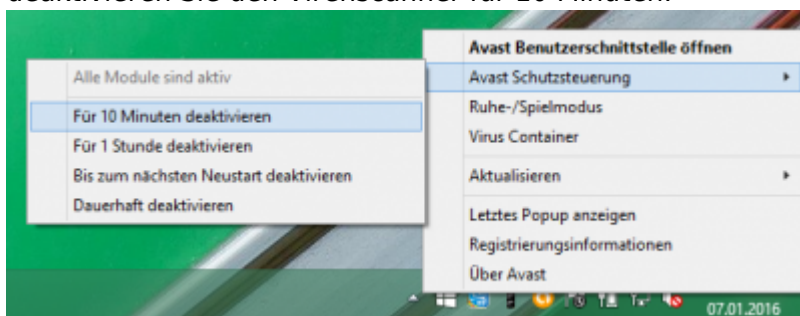 deaktivieren Sie den Virenscanner für 10 Minuten.
Avast Benutzerschnittstelle öffnen
Avast Schutzsteuerung
Ruhe-/Spielmodus
Virus Container
Aktualisieren
Letztes Popup anzeigen
Registrierungsinformationen
Über Avast
Alle Module sind aktiv
Für 10 Minuten deaktivieren
Für 1 Stunde deaktivieren
Bis zum nächsten Neustart deaktivieren
Dauerhaft deaktivieren
07.01.2016